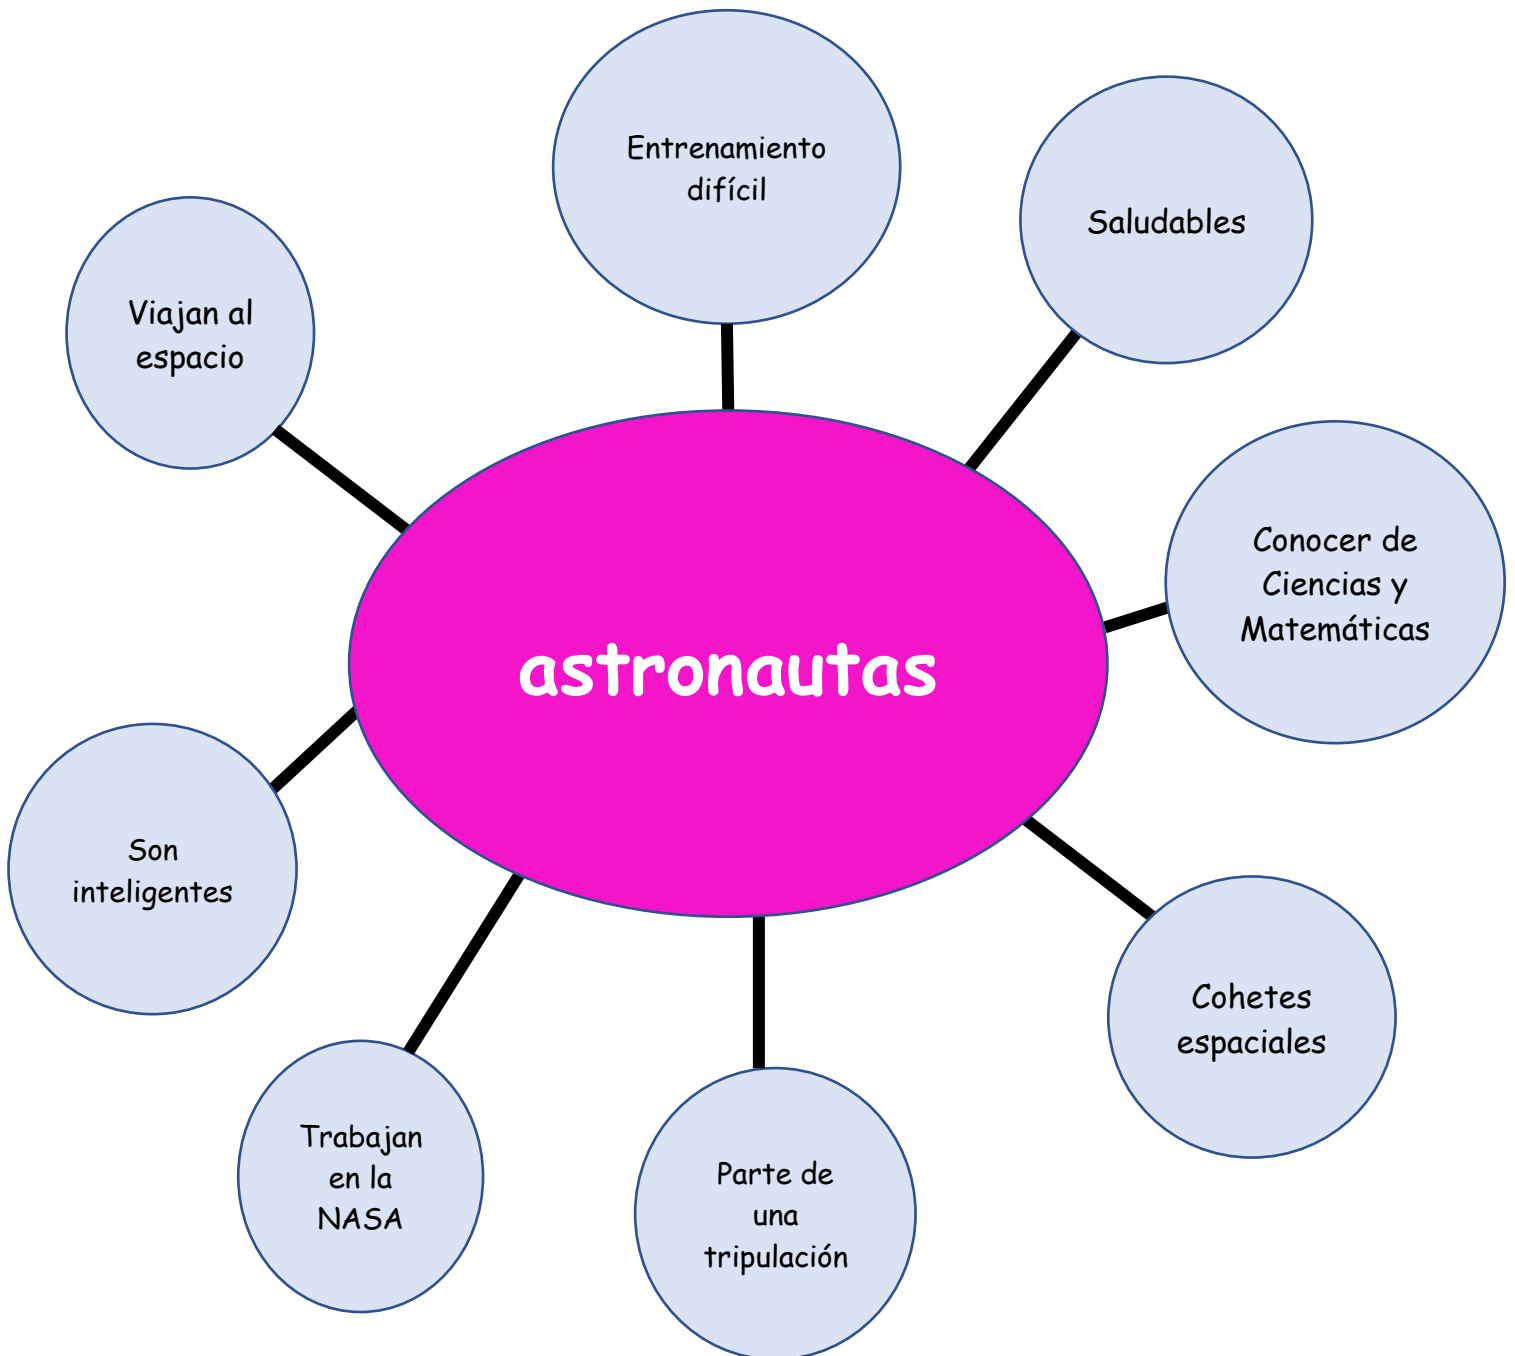 Entrenamiento
difícil
Saludables
Viajan al
espacio
Conocer de
Ciencias y
Matemáticas
astronautas
Son
inteligentes
Cohetes
espaciales
Trabajan
en la
NASA
Parte de
una
tripulación